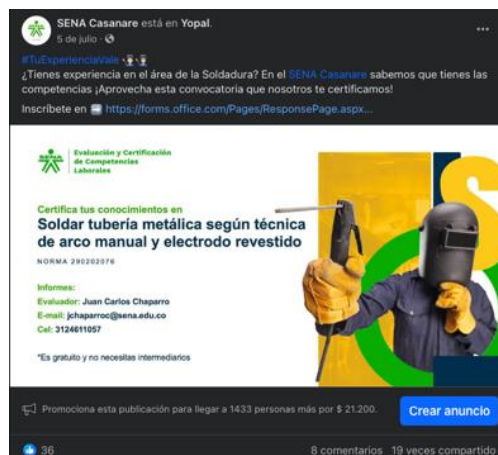 SENA Casanare está en Yopal.
5 de julio ·
#TuExperienciaVale
¿Tienes experiencia en el área de la Soldadura? En el SENA Casanare sabemos que tienes las
competencias ¡Aprovecha esta convocatoria que nosotros te certificamos!
Inscríbete en ➡️ https://forms.office.com/Pages/ResponsePage.aspx...
SENA
Evaluación y Certificación
de Competencias
Laborales
Certifica tus conocimientos en
Soldar tubería metálica según técnica
de arco manual y electrodo revestido
NORMA 290202076
Informes:
Evaluador: Juan Carlos Chaparro
E-mail: jchaparroc@sena.edu.co
Cel: 3124611057
*Es gratuito y no necesitas intermediarios
Promociona esta publicación para llegar a 1433 personas más por $ 21.200.
Crear anuncio
36
8 comentarios 19 veces compartido